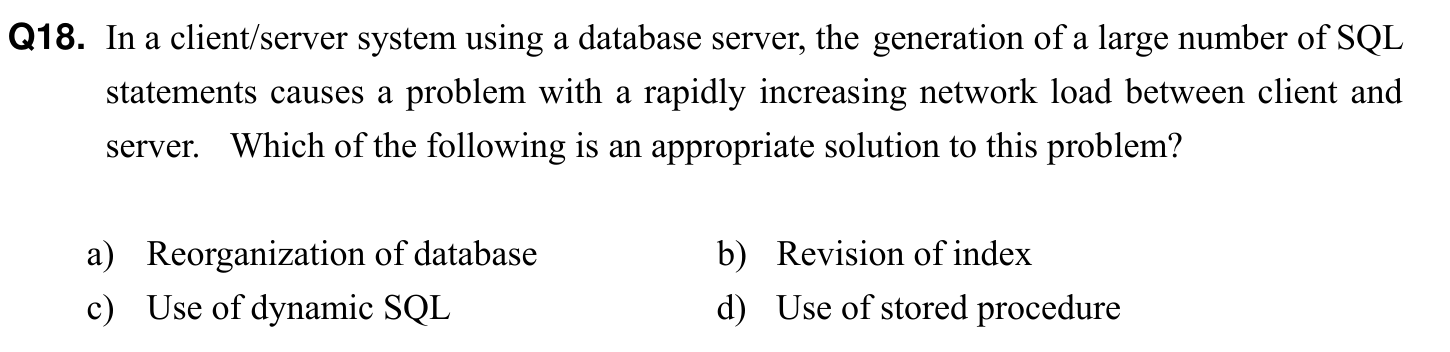 Q18. In a client/server system using a database server, the generation of a large number of SQL
statements causes a problem with a rapidly increasing network load between client and
server. Which of the following is an appropriate solution to this problem?
a) Reorganization of database b) Revision of index
c) Use of dynamic SQL d) Use of stored procedure